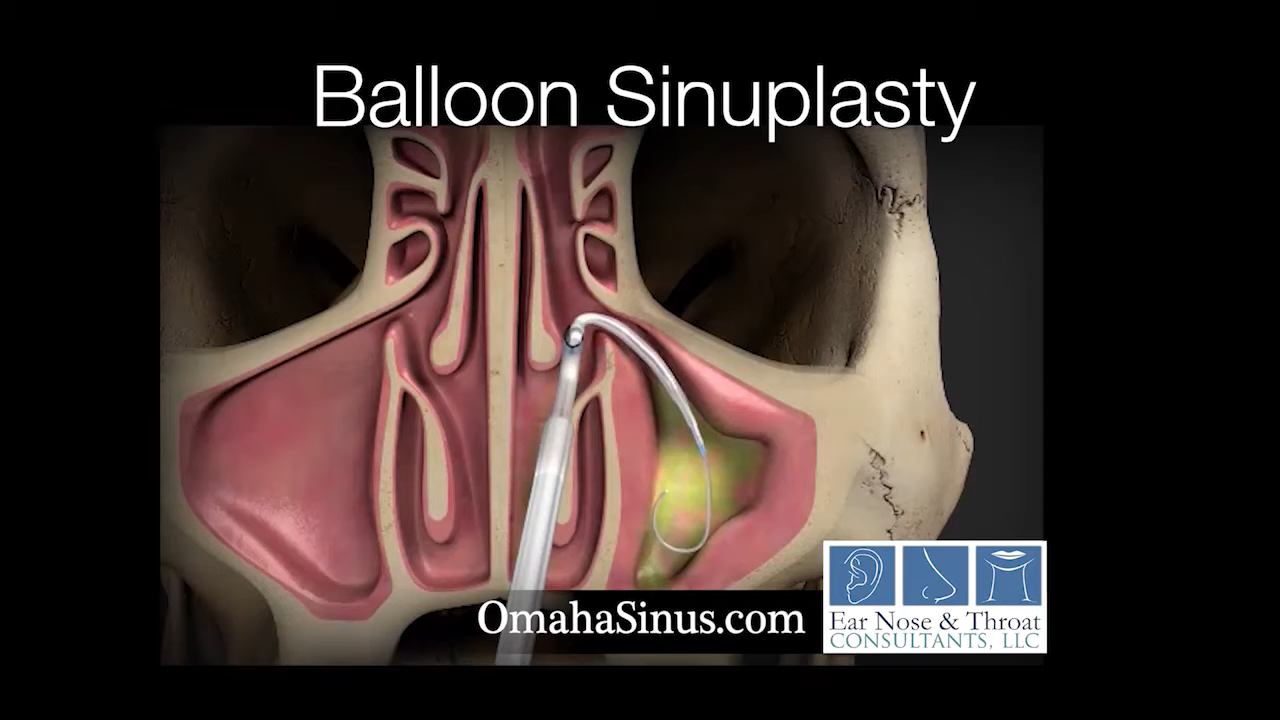 Balloon Sinuplasty
OmahaSinus.com
Ear Nose & Throat
CONSULTANTS, LLC